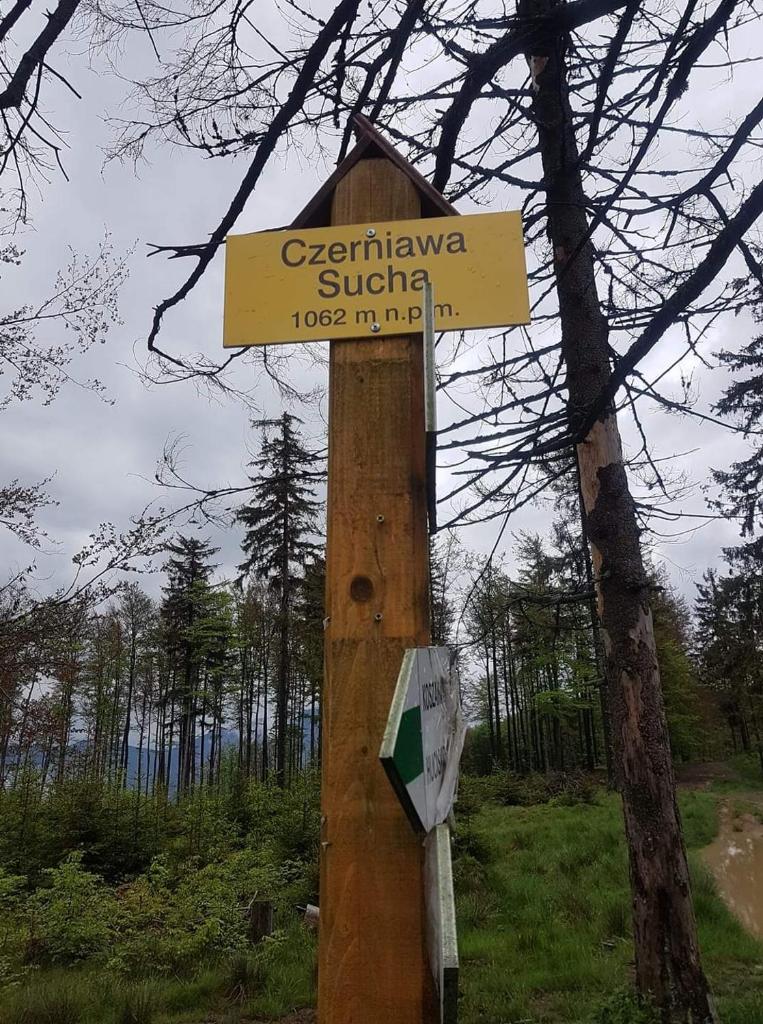 Czerniawa
Sucha
1062 m n.p.m.